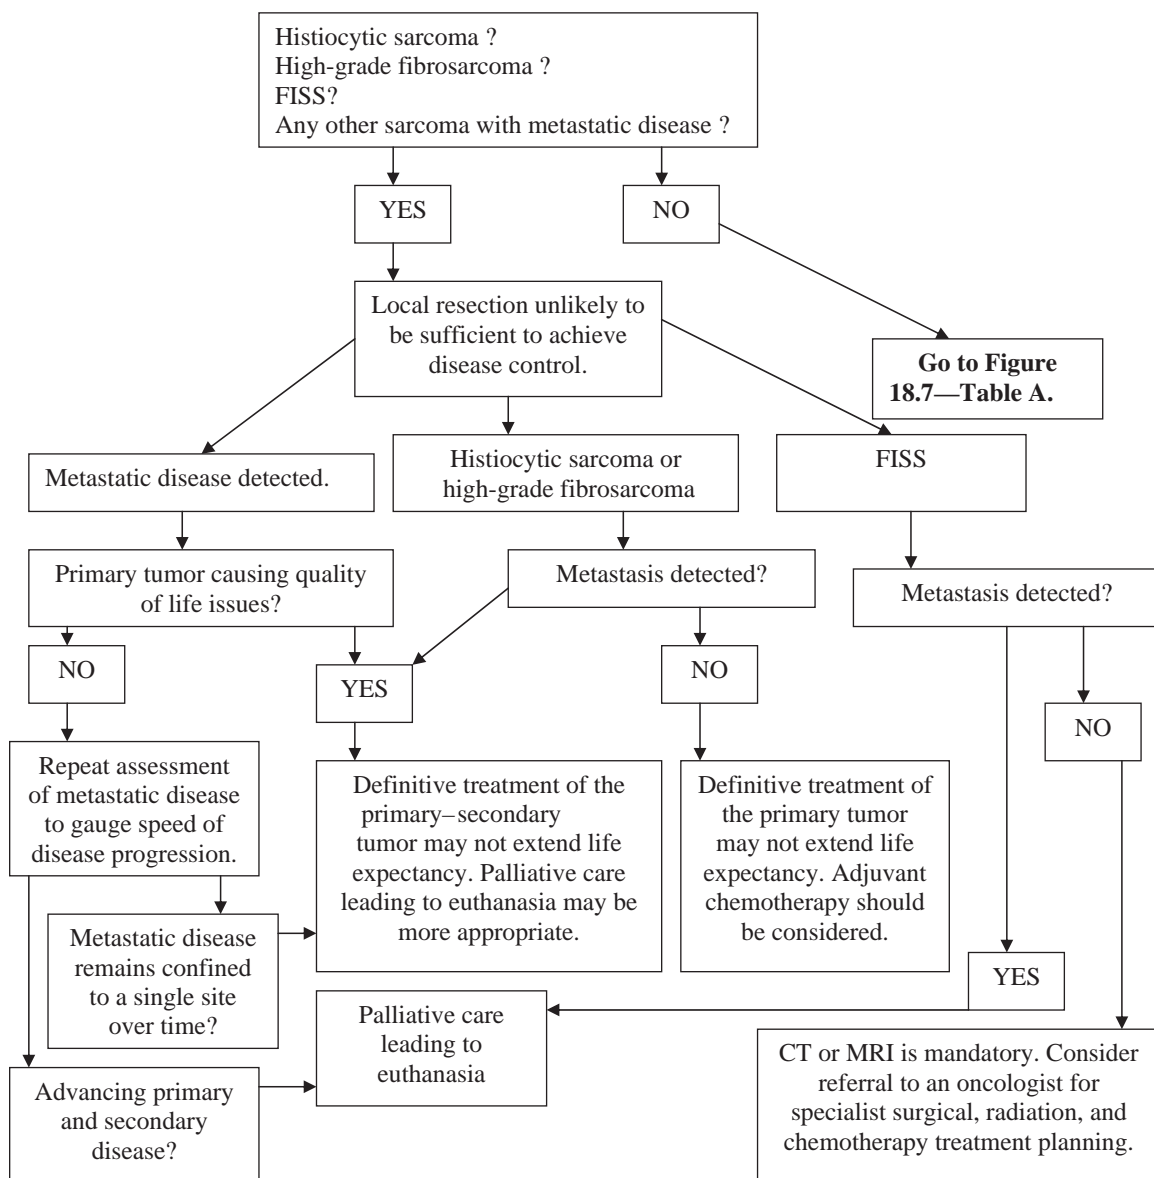 Histiocytic sarcoma ?
High-grade fibrosarcoma ?
FISS?
Any other sarcoma with metastatic disease ?
YES
NO
Local resection unlikely to
be sufficient to achieve
disease control.
Go to Figure
18.7—Table A.
Metastatic disease detected.
Histiocytic sarcoma or
high-grade fibrosarcoma
FISS
Primary tumor causing quality
of life issues?
Metastasis detected?
Metastasis detected?
NO
YES
NO
NO
Repeat assessment
of metastatic disease
to gauge speed of
disease progression.
Definitive treatment of the
primary–secondary
tumor may not extend life
expectancy. Palliative care
leading to euthanasia may be
more appropriate.
Definitive treatment of
the primary tumor
may not extend life
expectancy. Adjuvant
chemotherapy should
be considered.
Metastatic disease
remains confined
to a single site
over time?
YES
Palliative care
leading to
euthanasia
CT or MRI is mandatory. Consider
referral to an oncologist for
specialist surgical, radiation, and
chemotherapy treatment planning.
Advancing primary
and secondary
disease?